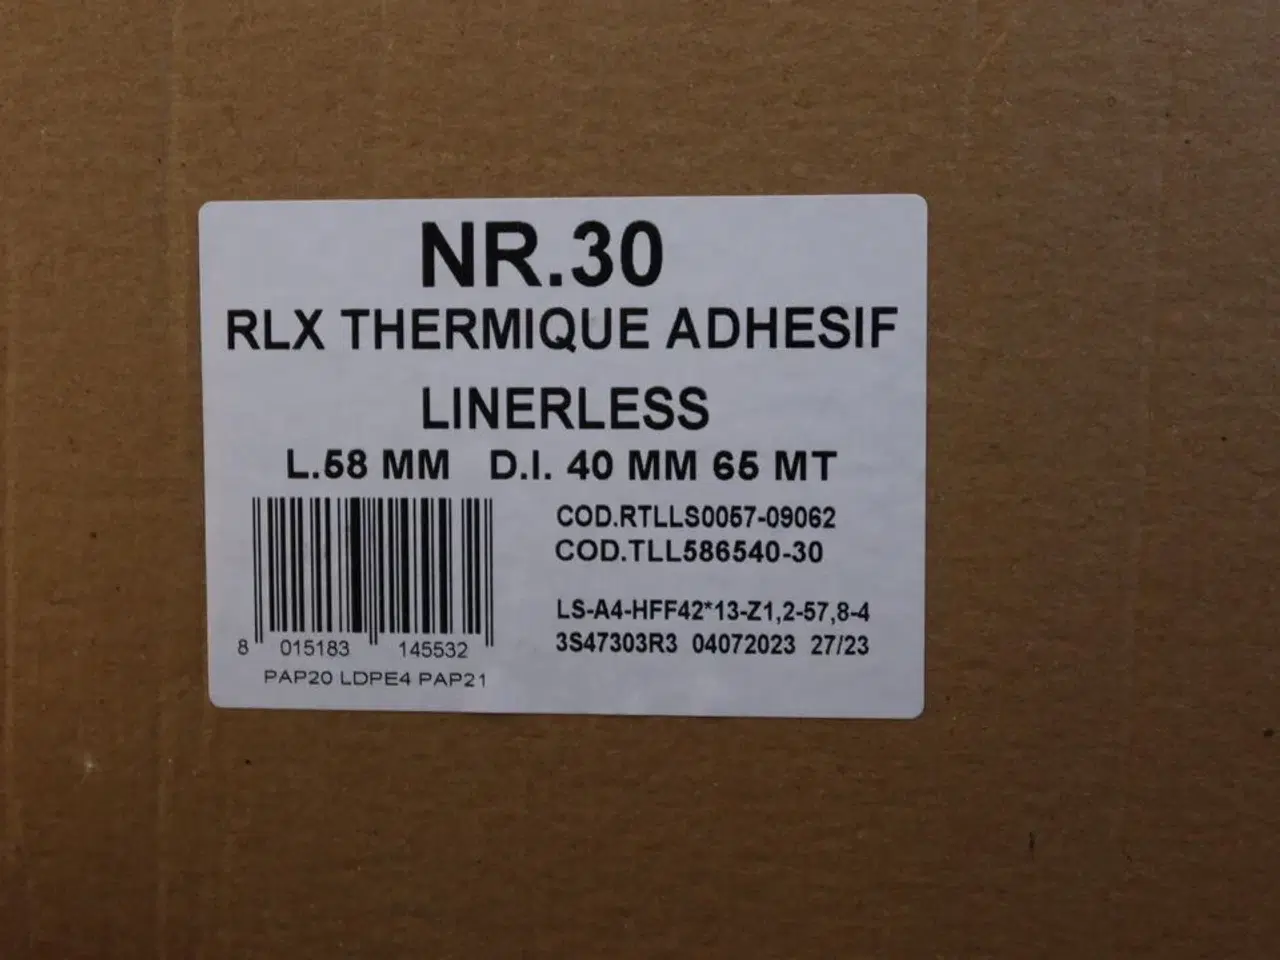 NR.30
RLX THERMIQUE ADHESIF
LINERLESS
L.58 MM D.I. 40 MM 65 MT
COD.RTLLS0057-09062
COD.TLL586540-30
LS-A4-HFF42*13-Z1,2-57,8-4
3S47303R3 04072023 27/23
8 015183 145532
PAP20 LDPE4 PAP21